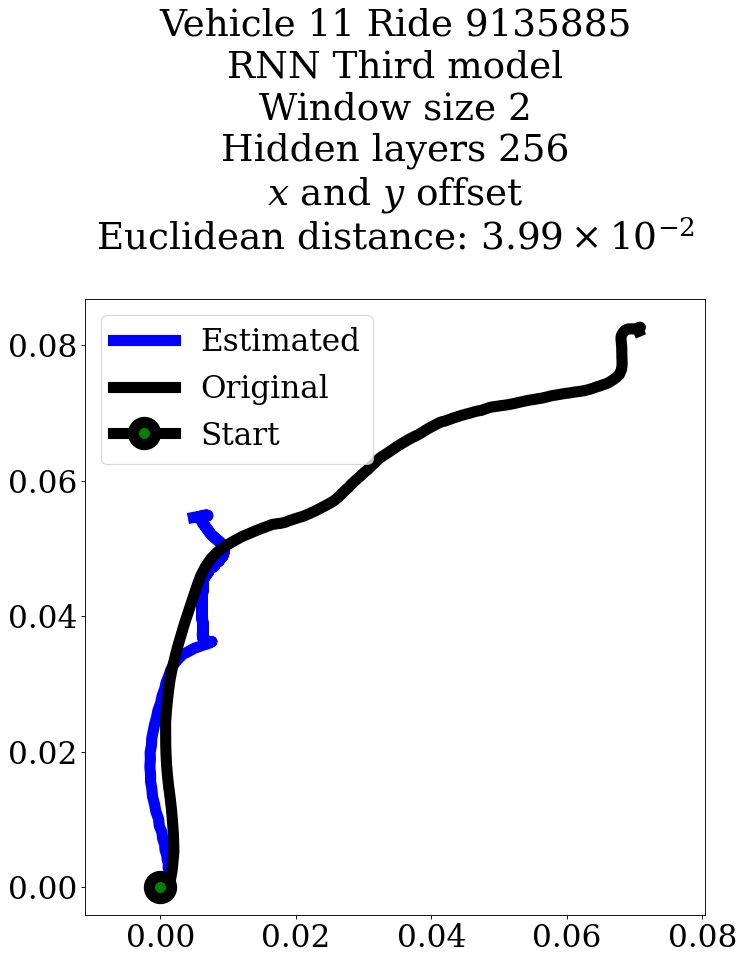 Vehicle 11 Ride 9135885
RNN Third model
Window size 2
Hidden layers 256
x and y offset
Euclidean distance: 3.99 × 10⁻²
Estimated
Original
Start
0.08
0.06
0.04
0.02
0.00
0.00 0.02 0.04 0.06 0.08